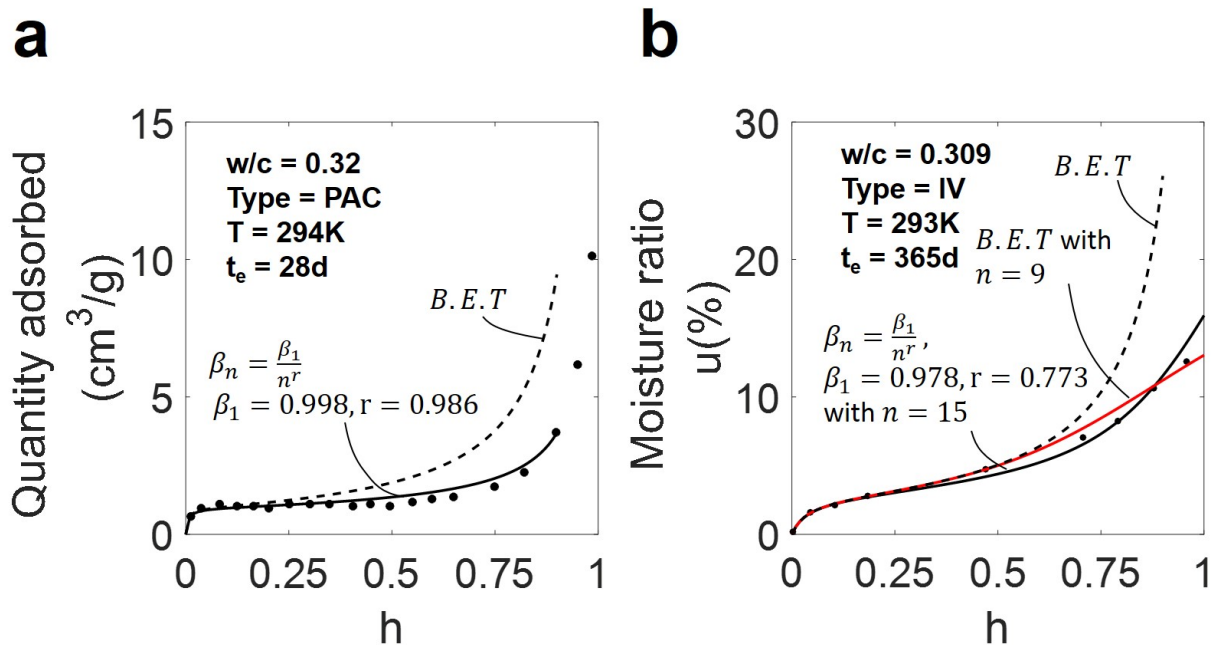 a
Quantity adsorbed
(cm³/g)
15
10
5
0
w/c = 0.32
Type = PAC
T = 294K
tₑ = 28d
B.E.T
βₙ = β₁/nʳ
β₁ = 0.998, r = 0.986
0 0.25 0.5 0.75 1
h
b
Moisture ratio
u(%)
30
20
10
0
w/c = 0.309
Type = IV
T = 293K
tₑ = 365d
B.E.T
B.E.T with
n = 9
βₙ = β₁/nʳ,
β₁ = 0.978, r = 0.773
with n = 15
0 0.25 0.5 0.75 1
h